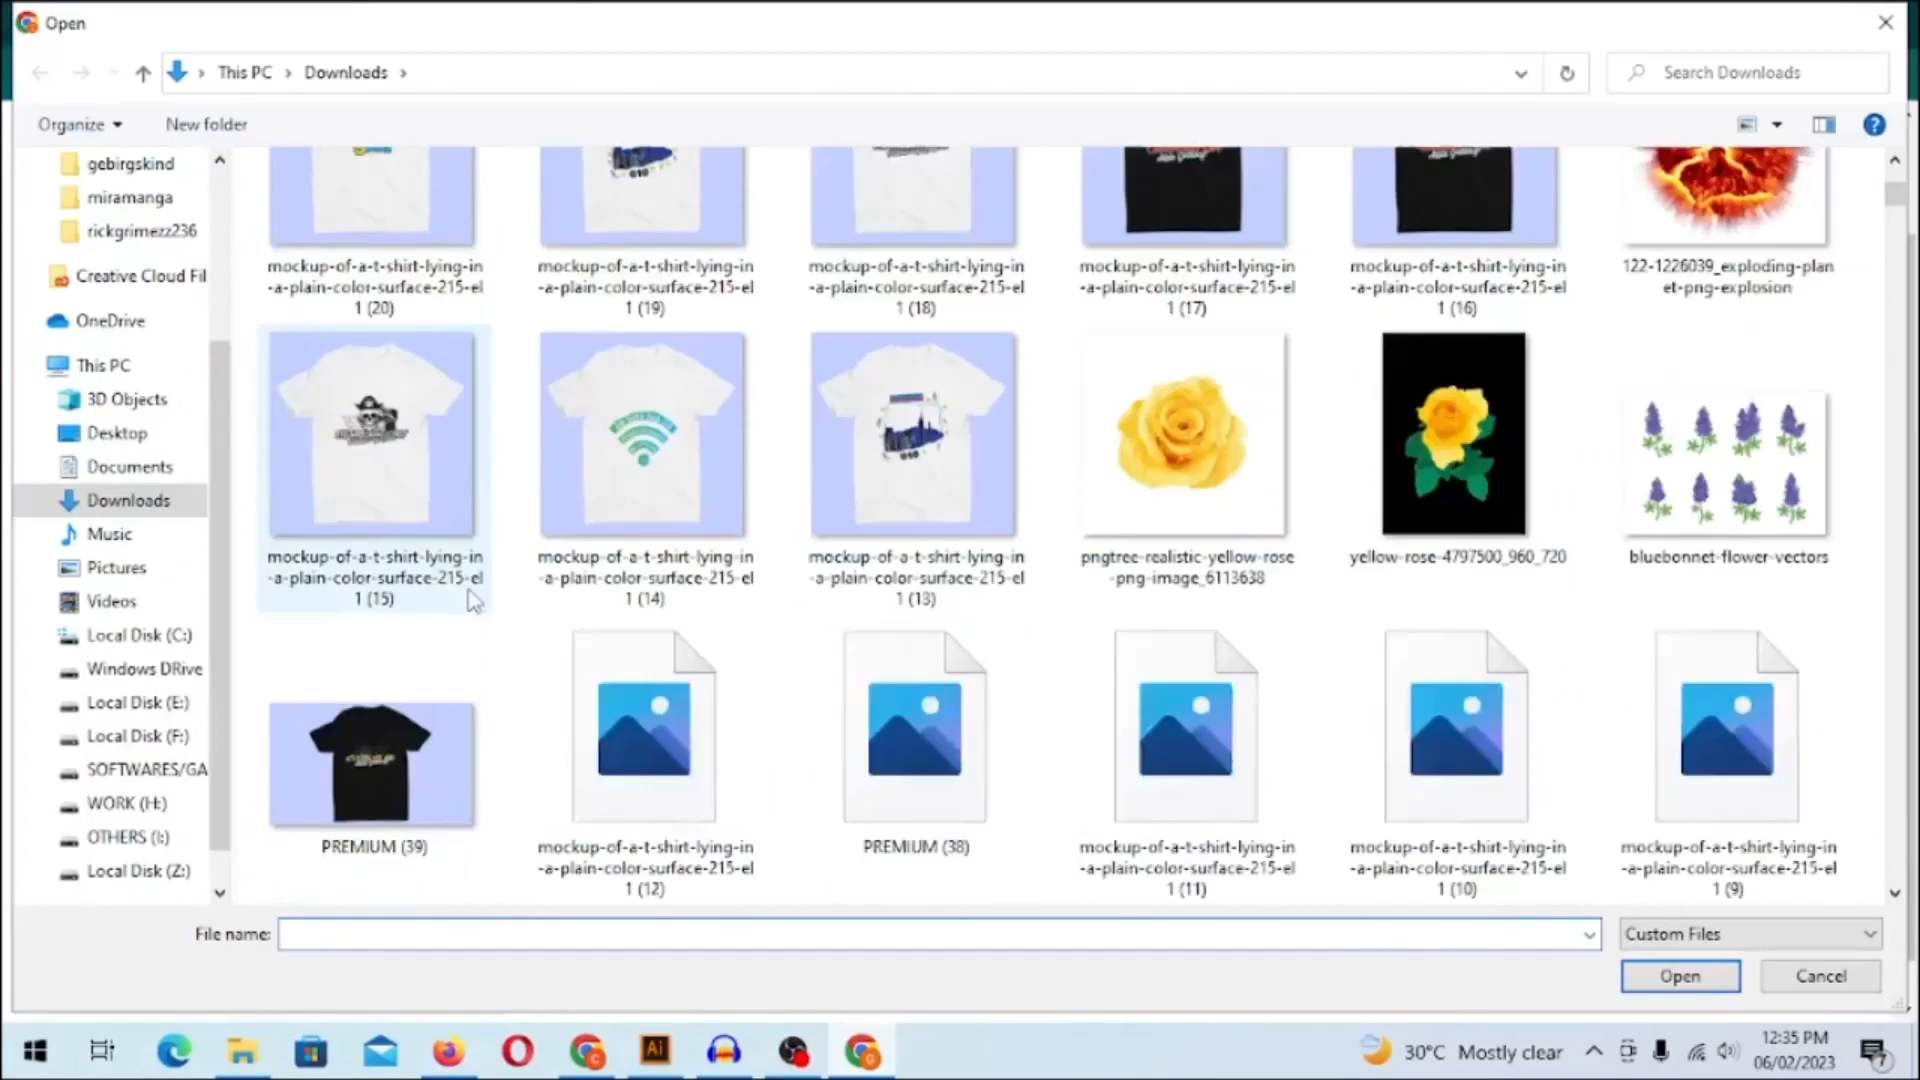 Open
This PC
Downloads
Search Downloads
Organize
New folder
gebirgskind
miramanga
rickgrimezz236
Creative Cloud Fil
OneDrive
This PC
3D Objects
Desktop
Documents
Downloads
Music
Pictures
Videos
Local Disk (C:)
Windows DRive
Local Disk (E:)
Local Disk (F:)
SOFTWARES/GA
WORK (H:)
OTHERS (I:)
Local Disk (Z:)
mockup-of-a-t-shirt-lying-in
-a-plain-color-surface-215-el
1 (20)
mockup-of-a-t-shirt-lying-in
-a-plain-color-surface-215-el
1 (19)
mockup-of-a-t-shirt-lying-in
-a-plain-color-surface-215-el
1 (18)
mockup-of-a-t-shirt-lying-in
-a-plain-color-surface-215-el
1 (17)
mockup-of-a-t-shirt-lying-in
-a-plain-color-surface-215-el
1 (16)
122-1226039_exploding-plan
et-png-explosion
mockup-of-a-t-shirt-lying-in
-a-plain-color-surface-215-el
1 (15)
mockup-of-a-t-shirt-lying-in
-a-plain-color-surface-215-el
1 (14)
mockup-of-a-t-shirt-lying-in
-a-plain-color-surface-215-el
1 (13)
pngtree-realistic-yellow-rose
-png-image_6113638
yellow-rose-4797500_960_720
bluebonnet-flower-vectors
PREMIUM (39)
mockup-of-a-t-shirt-lying-in
-a-plain-color-surface-215-el
1 (12)
PREMIUM (38)
mockup-of-a-t-shirt-lying-in
-a-plain-color-surface-215-el
1 (11)
mockup-of-a-t-shirt-lying-in
-a-plain-color-surface-215-el
1 (10)
mockup-of-a-t-shirt-lying-in
-a-plain-color-surface-215-el
1 (9)
File name:
Custom Files
Open
Cancel
Ai
30°C Mostly clear
12:35 PM
06/02/2023
7